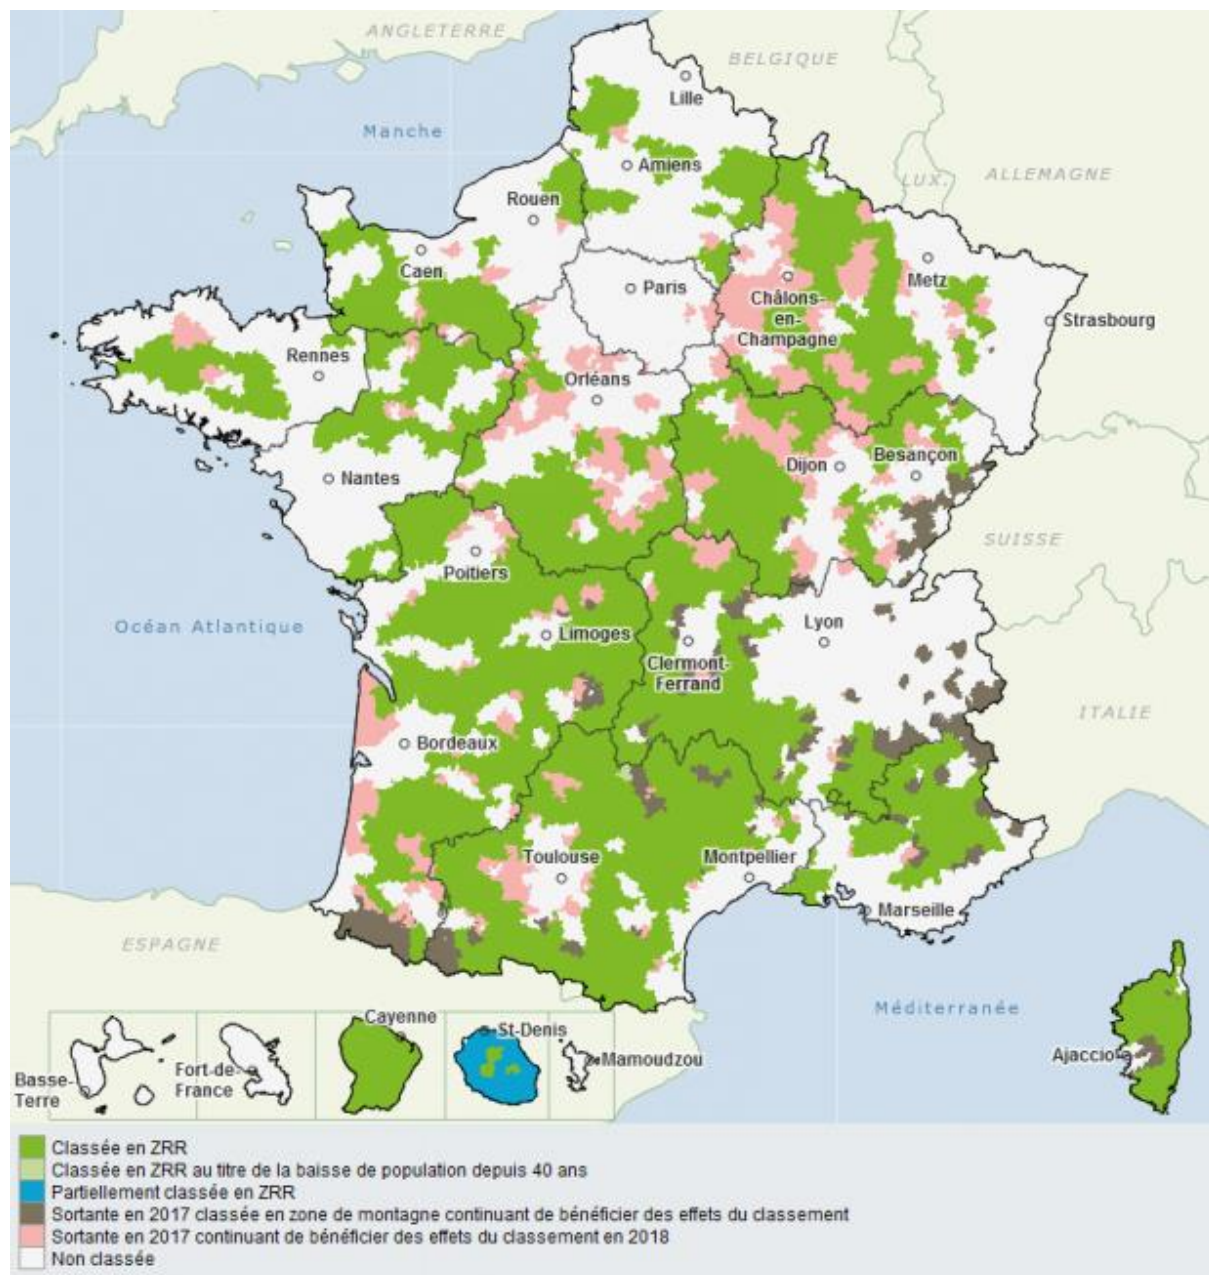 ANGLETERRE
BELGIQUE
Lille
Manche
Amiens
LUX.
ALLEMAGNE
Rouen
Caen
Paris
Metz
Châlons-
en-
Champagne
Strasbourg
Rennes
Orléans
Dijon
Besançon
Nantes
SUISSE
Poitiers
Océan Atlantique
Limoges
Lyon
Clermont-
Ferrand
ITALIE
Bordeaux
Toulouse
Montpellier
Marseille
ESPAGNE
Méditerranée
Cayenne
St-Denis
Mamoudzou
Ajaccio
Basse-
Terre
Fort-de-
France
Classée en ZRR
Classée en ZRR au titre de la baisse de population depuis 40 ans
Partiellement classée en ZRR
Sortante en 2017 classée en zone de montagne continuant de bénéficier des effets du classement
Sortante en 2017 continuant de bénéficier des effets du classement en 2018
Non classée